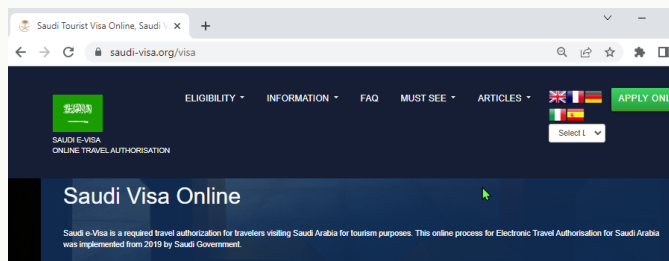 Saudi Tourist Visa Online, Saudi V
saudi-visa.org/visa
ELIGIBILITY INFORMATION FAQ MUST SEE ARTICLES APPLY ONL
Select L
SAUDI E-VISA
ONLINE TRAVEL AUTHORISATION
Saudi Visa Online
Saudi e-Visa is a required travel authorization for travelers visiting Saudi Arabia for tourism purposes. This online process for Electronic Travel Authorisation for Saudi Arabia
was implemented from 2019 by Saudi Government.